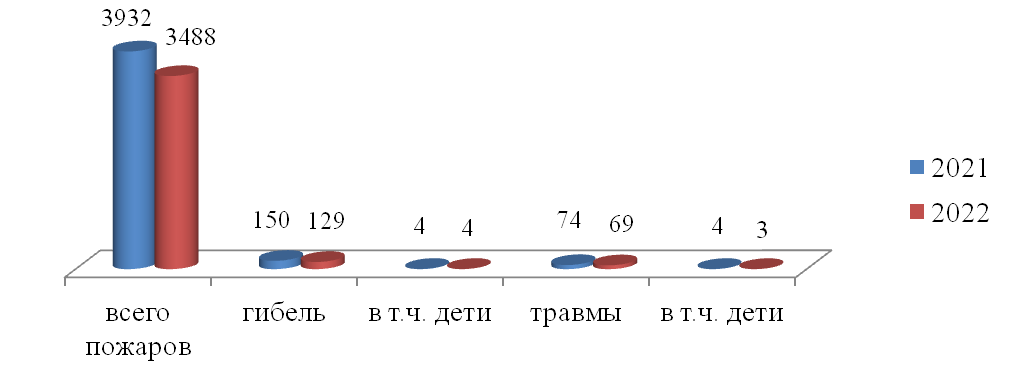 3932
3488
150 129 4 4 74 69 4 3
2021
2022
всего пожаров
гибель
в т.ч. дети
травмы
в т.ч. дети